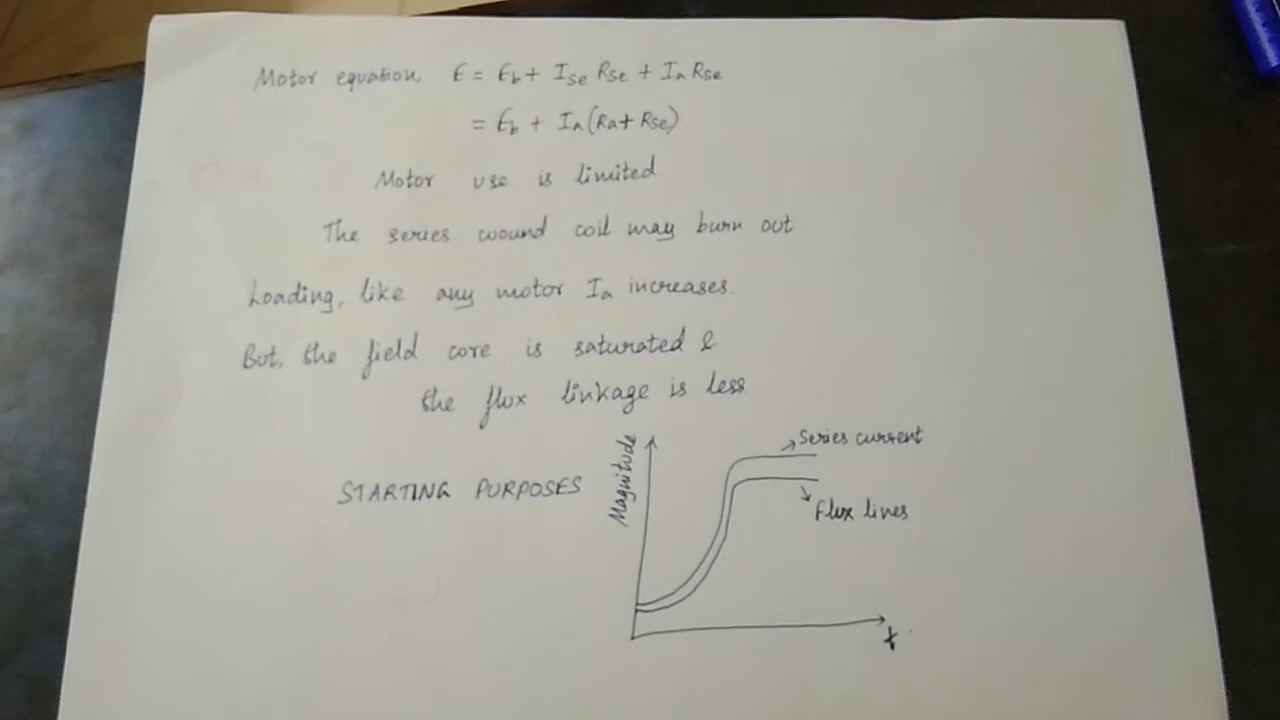 Motor equation, E = Eb + Ise Rse + Ia Rse
= Eb + Ia (Ra + Rse)
Motor use is limited
The series wound coil may burn out
Loading, like any motor Ia increases.
But, the field core is saturated &
the flux linkage is less
STARTING PURPOSES
Magnitude
Series current
Flux lines
t